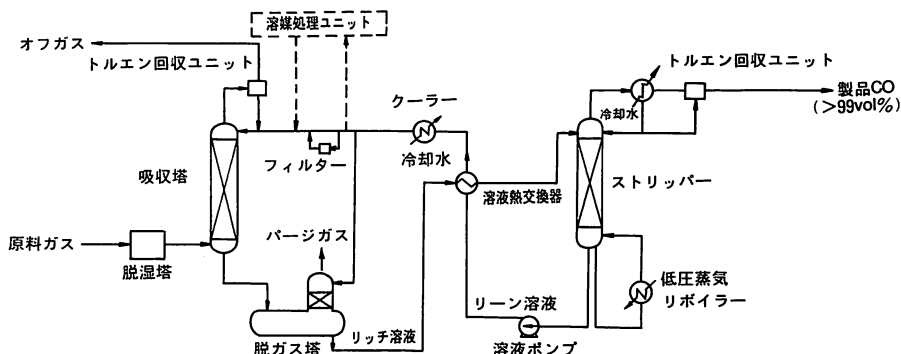 溶媒処理ユニット
オフガス
トルエン回収ユニット
トルエン回収ユニット
製品CO
(>99vol%)
クーラー
冷却水
冷却水
フィルター
吸収塔
溶液熱交換器
ストリッパー
原料ガス
脱湿塔
パージガス
低圧蒸気
リボイラー
リーン溶液
リッチ溶液
脱ガス塔
溶液ポンプ